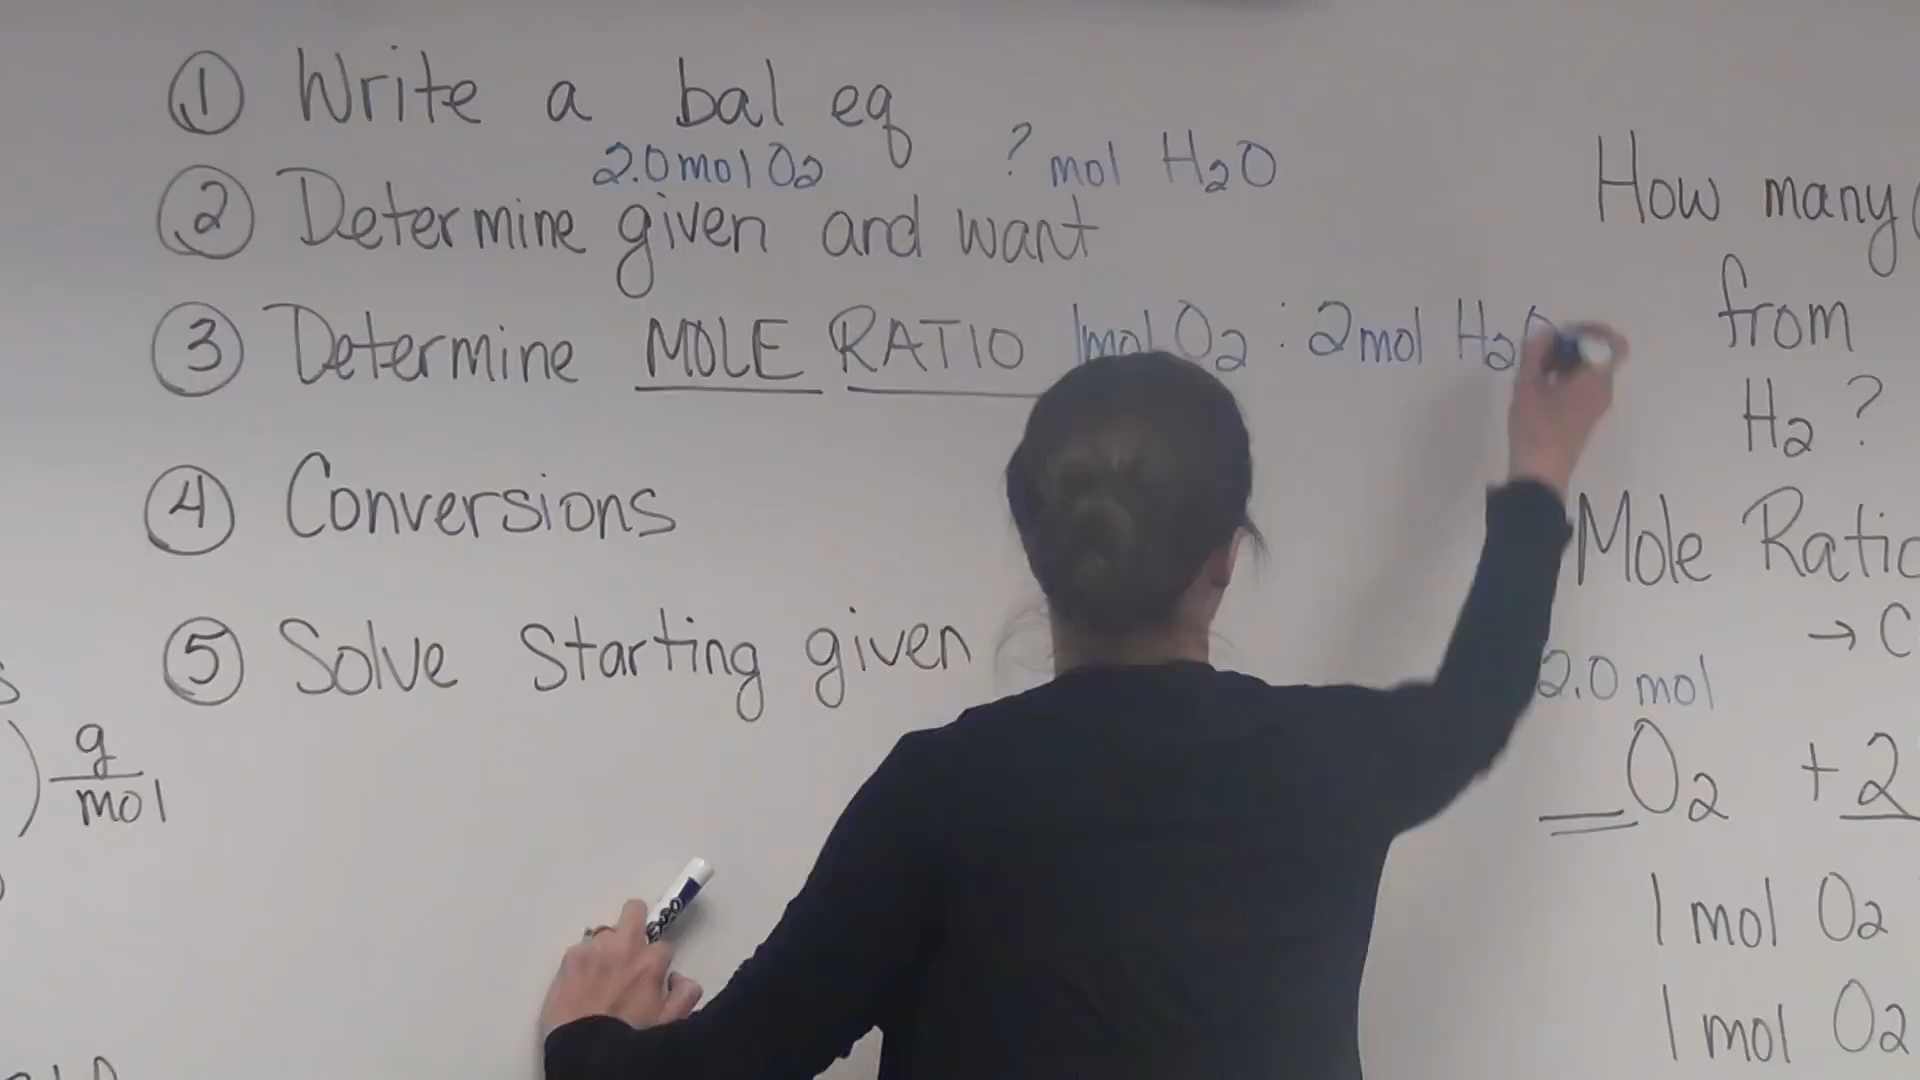 ① Write a bal eq
2.0 mol O2 ? mol H2O
② Determine given and want
③ Determine MOLE RATIO 1mol O2 : 2mol H2O
④ Conversions
⑤ Solve Starting given
g
mol
How many
from
H2 ?
Mole Ratio
→ C
2.0 mol
O2 + 2
1 mol O2
1 mol O2
EXPO